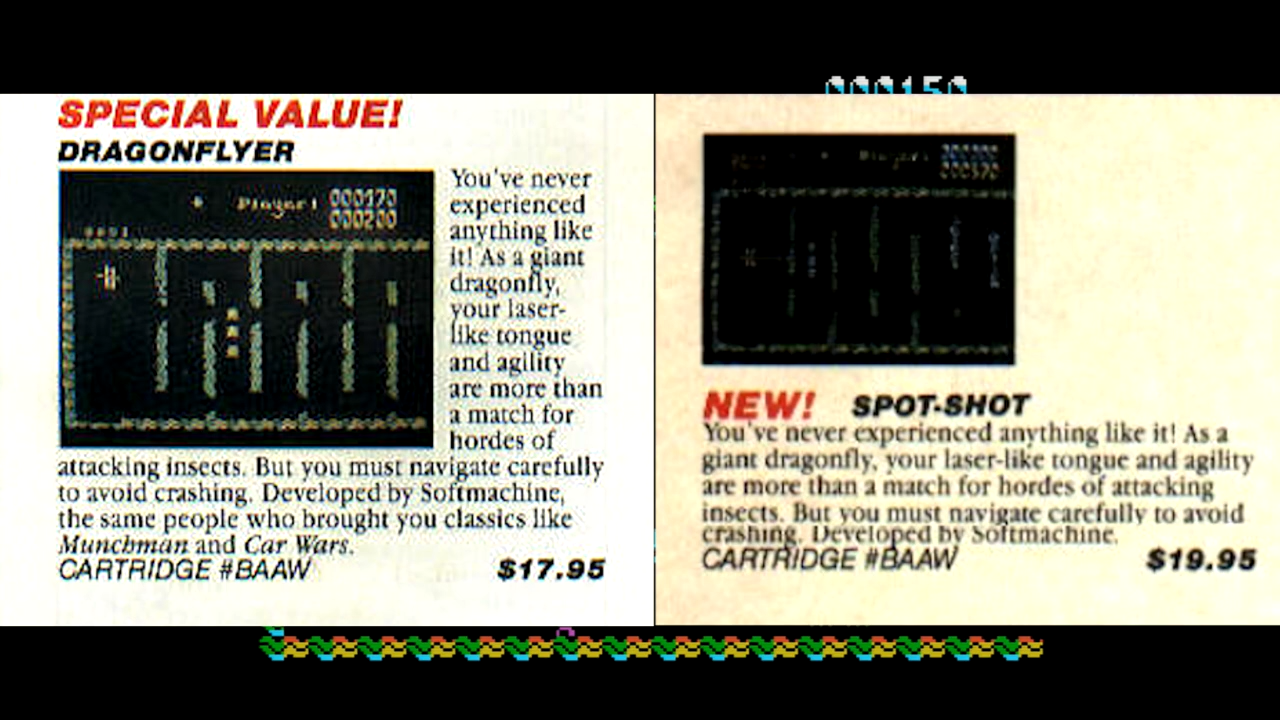 000150
SPECIAL VALUE!
DRAGONFLYER
Player1 000170
000200
You've never
experienced
anything like
it! As a giant
dragonfly,
your laser-
like tongue
and agility
are more than
a match for
hordes of
attacking insects. But you must navigate carefully
to avoid crashing. Developed by Softmachine,
the same people who brought you classics like
Munchman and Car Wars.
CARTRIDGE #BAAW $17.95
NEW! SPOT-SHOT
You've never experienced anything like it! As a
giant dragonfly, your laser-like tongue and agility
are more than a match for hordes of attacking
insects. But you must navigate carefully to avoid
crashing. Developed by Softmachine.
CARTRIDGE #BAAW $19.95